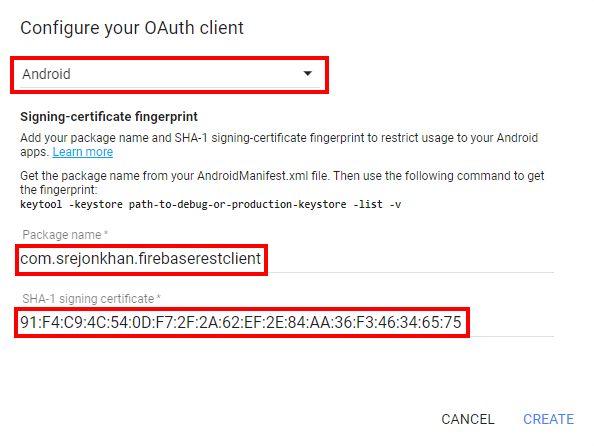 Configure your OAuth client
Android
Signing-certificate fingerprint
Add your package name and SHA-1 signing-certificate fingerprint to restrict usage to your Android
apps. Learn more
Get the package name from your AndroidManifest.xml file. Then use the following command to get
the fingerprint:
keytool -keystore path-to-debug-or-production-keystore -list -v
Package name *
com.srejonkhan.firebaserestclient
SHA-1 signing certificate *
91:F4:C9:4C:54:0D:F7:2F:2A:62:EF:2E:84:AA:36:F3:46:34:65:75
CANCEL CREATE